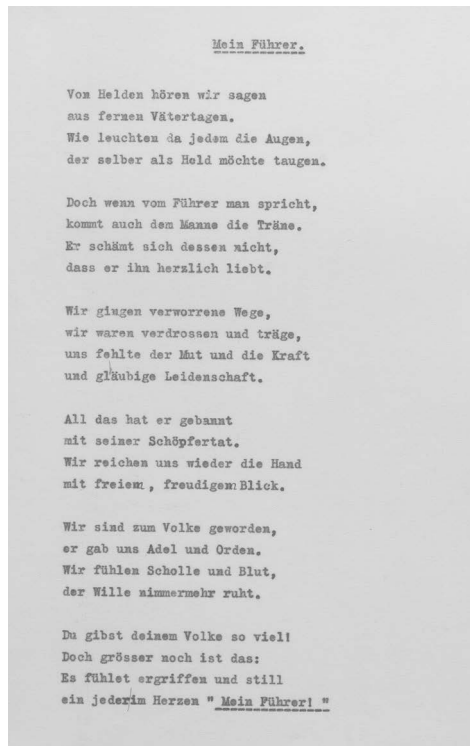 Mein Führer.
Von Helden hören wir sagen
aus fernen Vätertagen.
Wie leuchten da jedem die Augen,
der selber als Held möchte taugen.
Doch wenn vom Führer man spricht,
kommt auch dem Manne die Träne.
Er schämt sich dessen nicht,
dass er ihn herzlich liebt.
Wir gingen verworrene Wege,
wir waren verdrossen und träge,
uns fehlte der Mut und die Kraft
und gläubige Leidenschaft.
All das hat er gebannt
mit seiner Schöpfertat.
Wir reichen uns wieder die Hand
mit freiem, freudigem Blick.
Wir sind zum Volke geworden,
er gab uns Adel und Orden.
Wir fühlen Scholle und Blut,
der Wille nimmermehr ruht.
Du gibst deinem Volke so viel!
Doch grösser noch ist das:
Es fühlet ergriffen und still
ein jeder im Herzen " Mein Führer! "